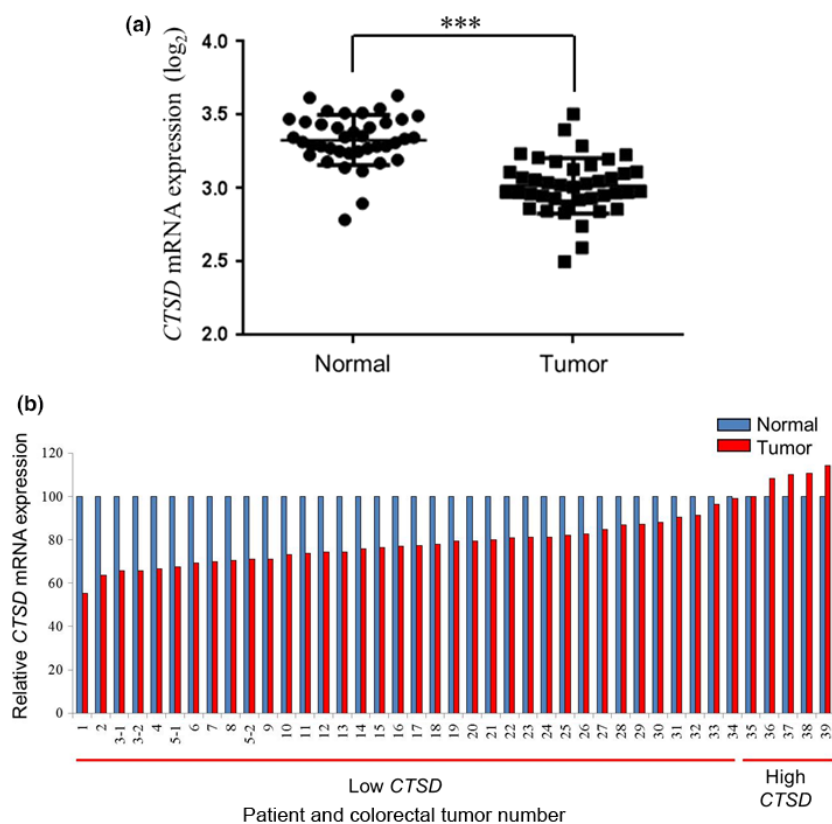 (a)
***
CTSD mRNA expression (log2)
4.0
3.5
3.0
2.5
2.0
Normal
Tumor
(b)
Normal
Tumor
Relative CTSD mRNA expression
120
100
80
60
40
20
0
1 2 3-1 3-2 4 5-1 6 7 8 5-2 9 10 11 12 13 14 15 16 17 18 19 20 21 22 23 24 25 26 27 28 29 30 31 32 33 34 35 36 37 38 39
Low CTSD
High
CTSD
Patient and colorectal tumor number